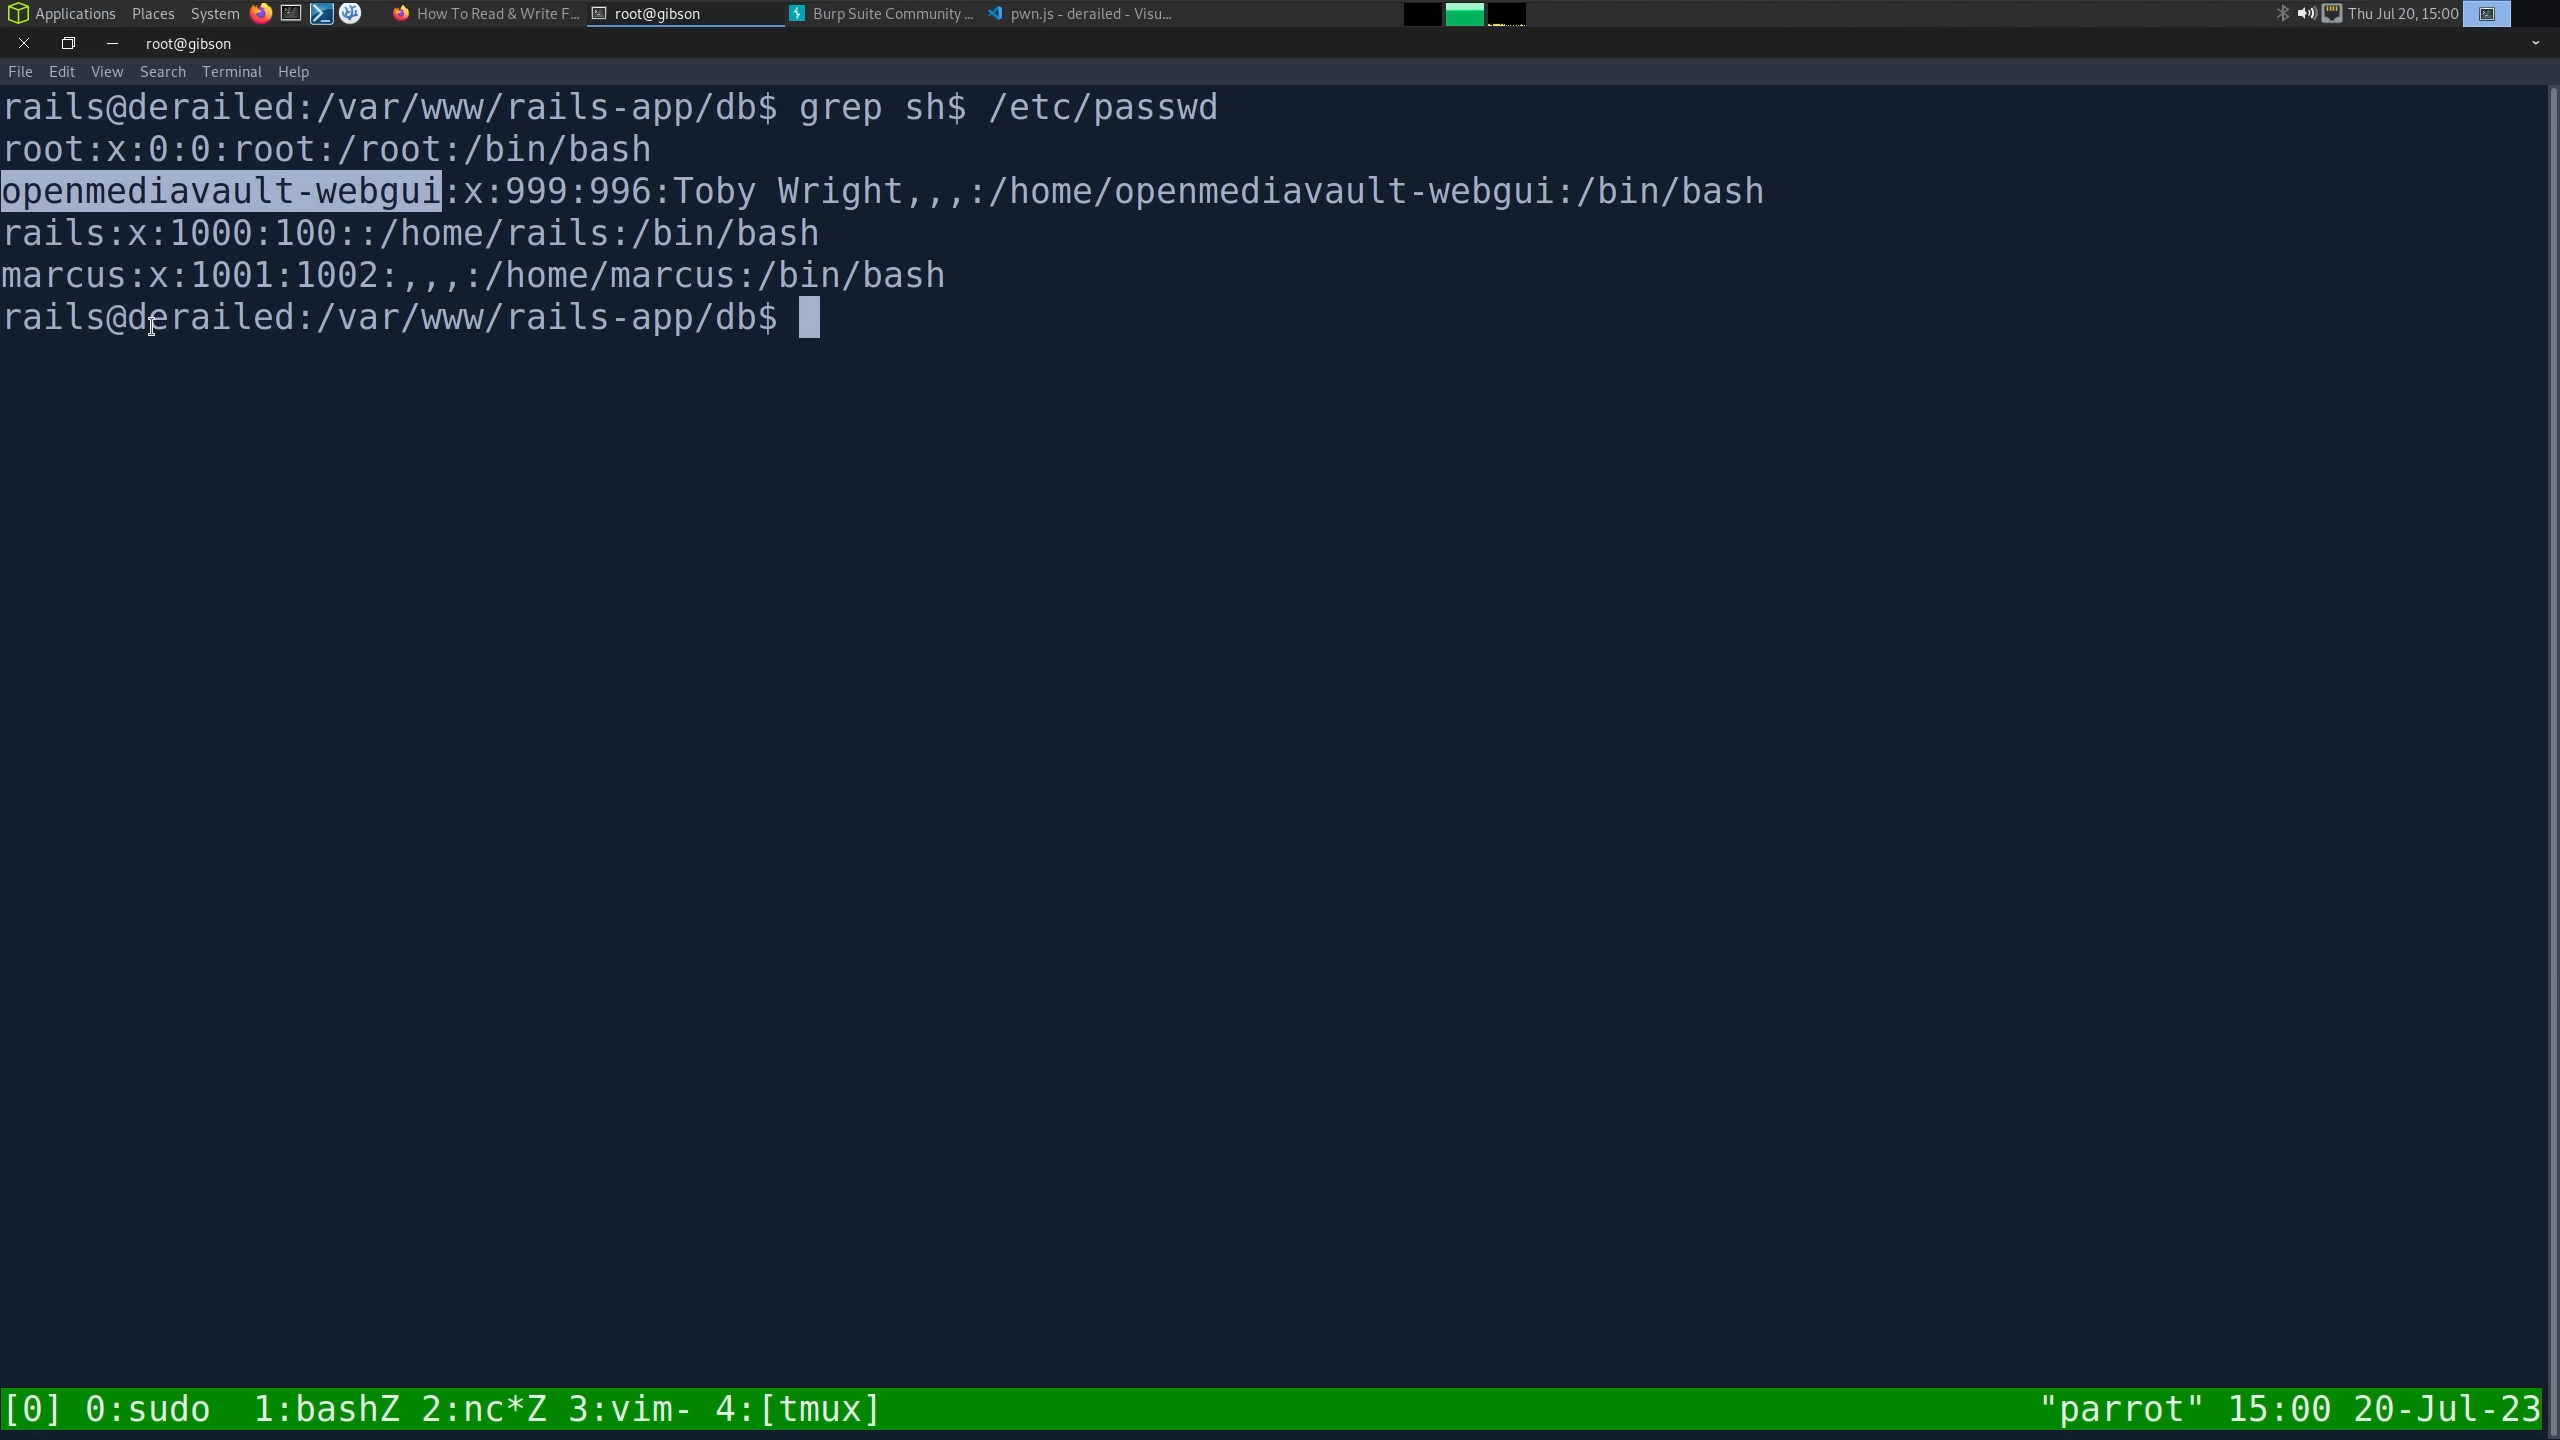 Applications Places System How To Read & Write F... root@gibson Burp Suite Community ... pwn.js - derailed - Visu... Thu Jul 20, 15:00
root@gibson
File Edit View Search Terminal Help
rails@derailed:/var/www/rails-app/db$ grep sh$ /etc/passwd
root:x:0:0:root:/root:/bin/bash
openmediavault-webgui:x:999:996:Toby Wright,,,:/home/openmediavault-webgui:/bin/bash
rails:x:1000:100::/home/rails:/bin/bash
marcus:x:1001:1002:,,,:/home/marcus:/bin/bash
rails@derailed:/var/www/rails-app/db$
[0] 0:sudo  1:bashZ 2:nc*Z 3:vim- 4:[tmux] "parrot" 15:00 20-Jul-23